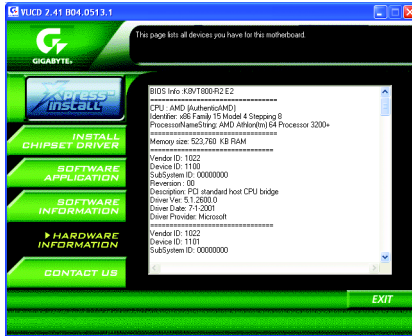 VUCD 2.41 B04.0513.1
GIGABYTE
This page lists all devices you have for this motherboard.
Xpress
Install
INSTALL
CHIPSET DRIVER
SOFTWARE
APPLICATION
SOFTWARE
INFORMATION
HARDWARE
INFORMATION
CONTACT US
BIOS Info :K8VT800-R2 E2
================================
CPU : AMD (AuthenticAMD)
Identifier: x86 Family 15 Model 4 Stepping 8
ProcessorNameString: AMD Athlon(tm) 64 Processor 3200+
================================
Memory size: 523,760 KB RAM
================================
Vendor ID: 1022
Device ID: 1100
SubSystem ID: 00000000
Reversion : 00
Description: PCI standard host CPU bridge
Driver Ver: 5.1.2600.0
Driver Date: 7-1-2001
Driver Provider: Microsoft
================================
Vendor ID: 1022
Device ID: 1101
SubSystem ID: 00000000
EXIT